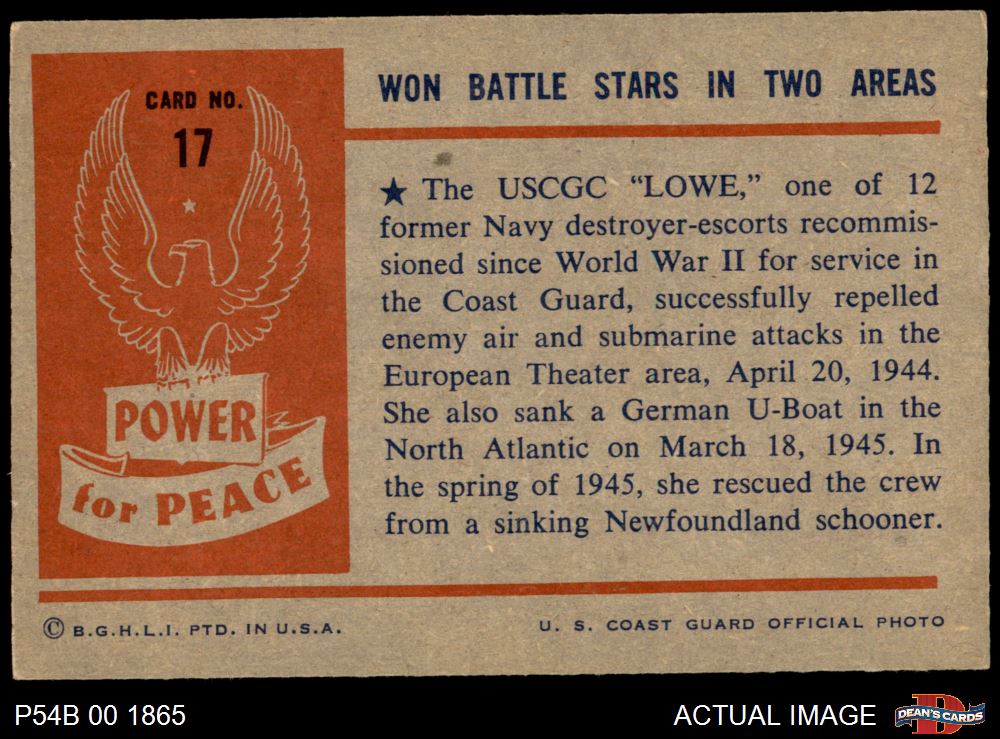 CARD NO.
17
POWER
for PEACE
WON BATTLE STARS IN TWO AREAS
★ The USCGC “LOWE,” one of 12
former Navy destroyer-escorts recommis-
sioned since World War II for service in
the Coast Guard, successfully repelled
enemy air and submarine attacks in the
European Theater area, April 20, 1944.
She also sank a German U-Boat in the
North Atlantic on March 18, 1945. In
the spring of 1945, she rescued the crew
from a sinking Newfoundland schooner.
© B.G.H.L.I. PTD. IN U.S.A.
U. S. COAST GUARD OFFICIAL PHOTO
P54B 00 1865
ACTUAL IMAGE
D
DEAN'S CARDS